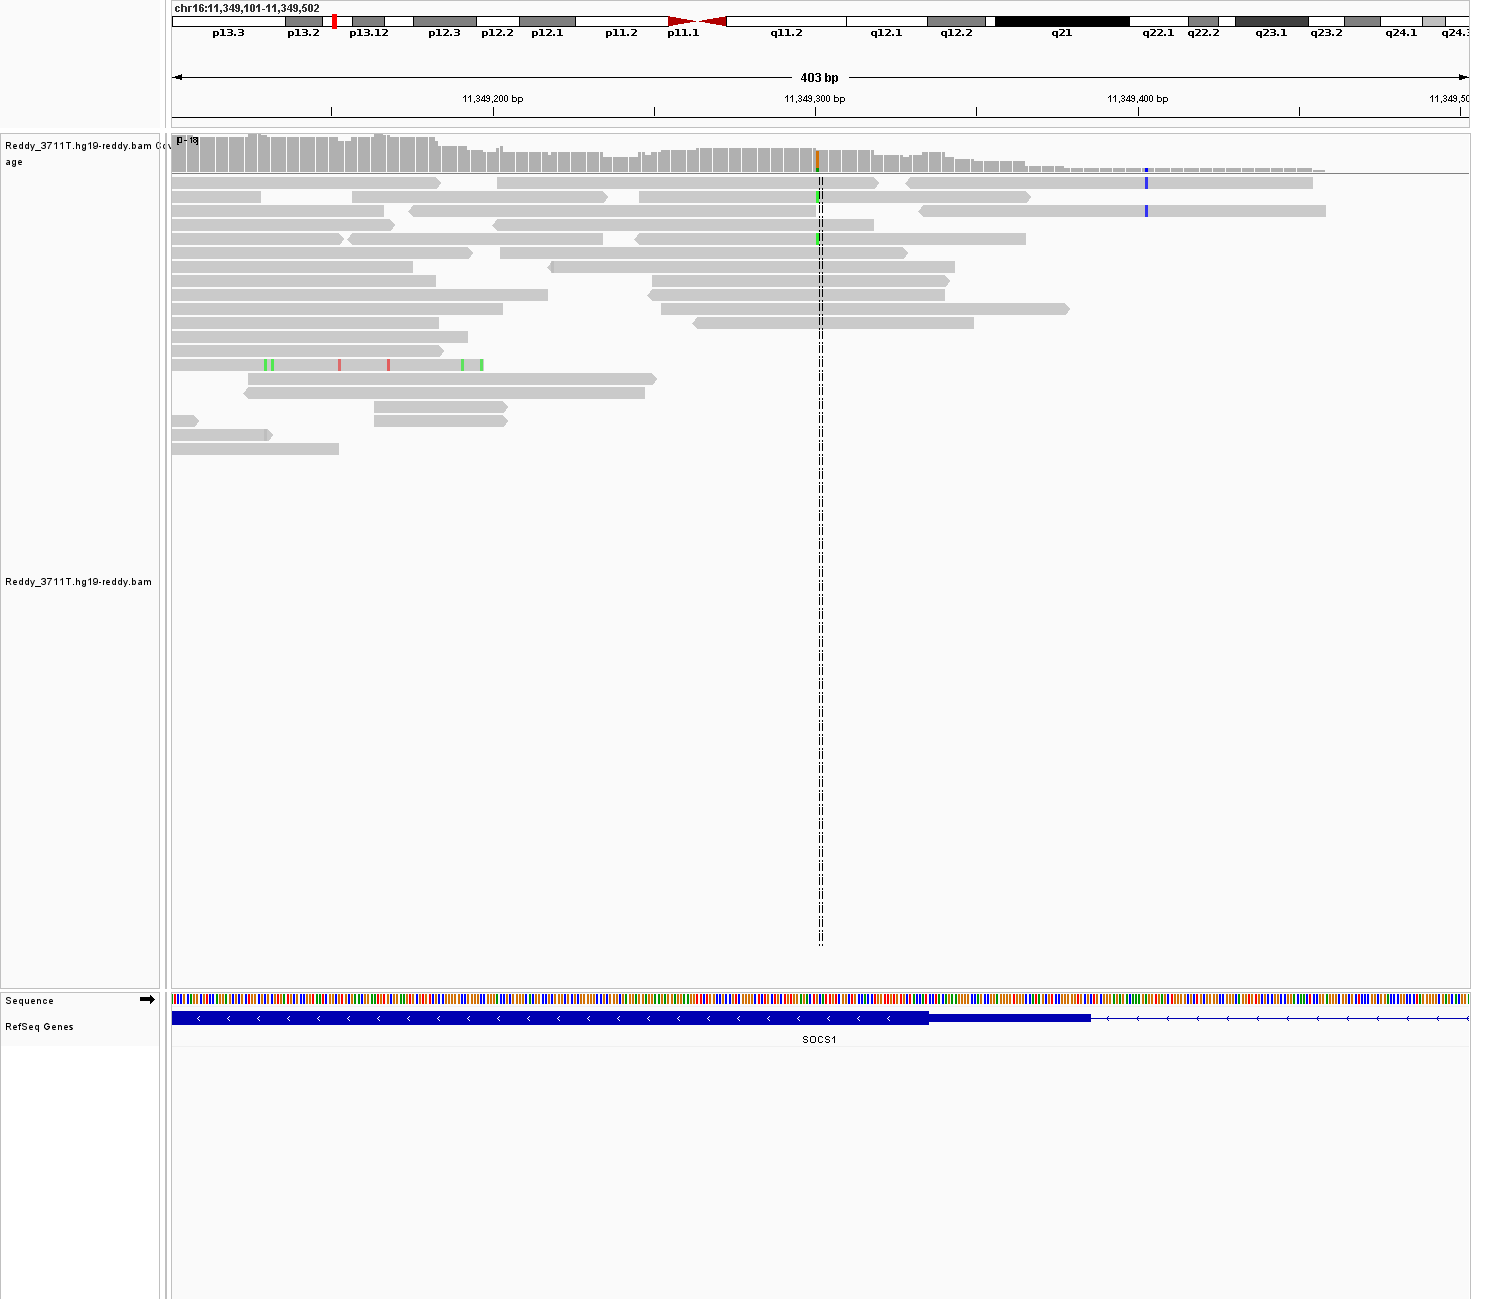 chr16:11,349,101-11,349,502
p13.3 p13.2 p13.12 p12.3 p12.2 p12.1 p11.2 p11.1 q11.2 q12.1 q12.2 q21 q22.1 q22.2 q23.1 q23.2 q24.1 q24.3
403 bp
11,349,200 bp 11,349,300 bp 11,349,400 bp 11,349,50
Reddy_3711T.hg19-reddy.bam Cov
age
Reddy_3711T.hg19-reddy.bam
Sequence
RefSeq Genes
SOCS1